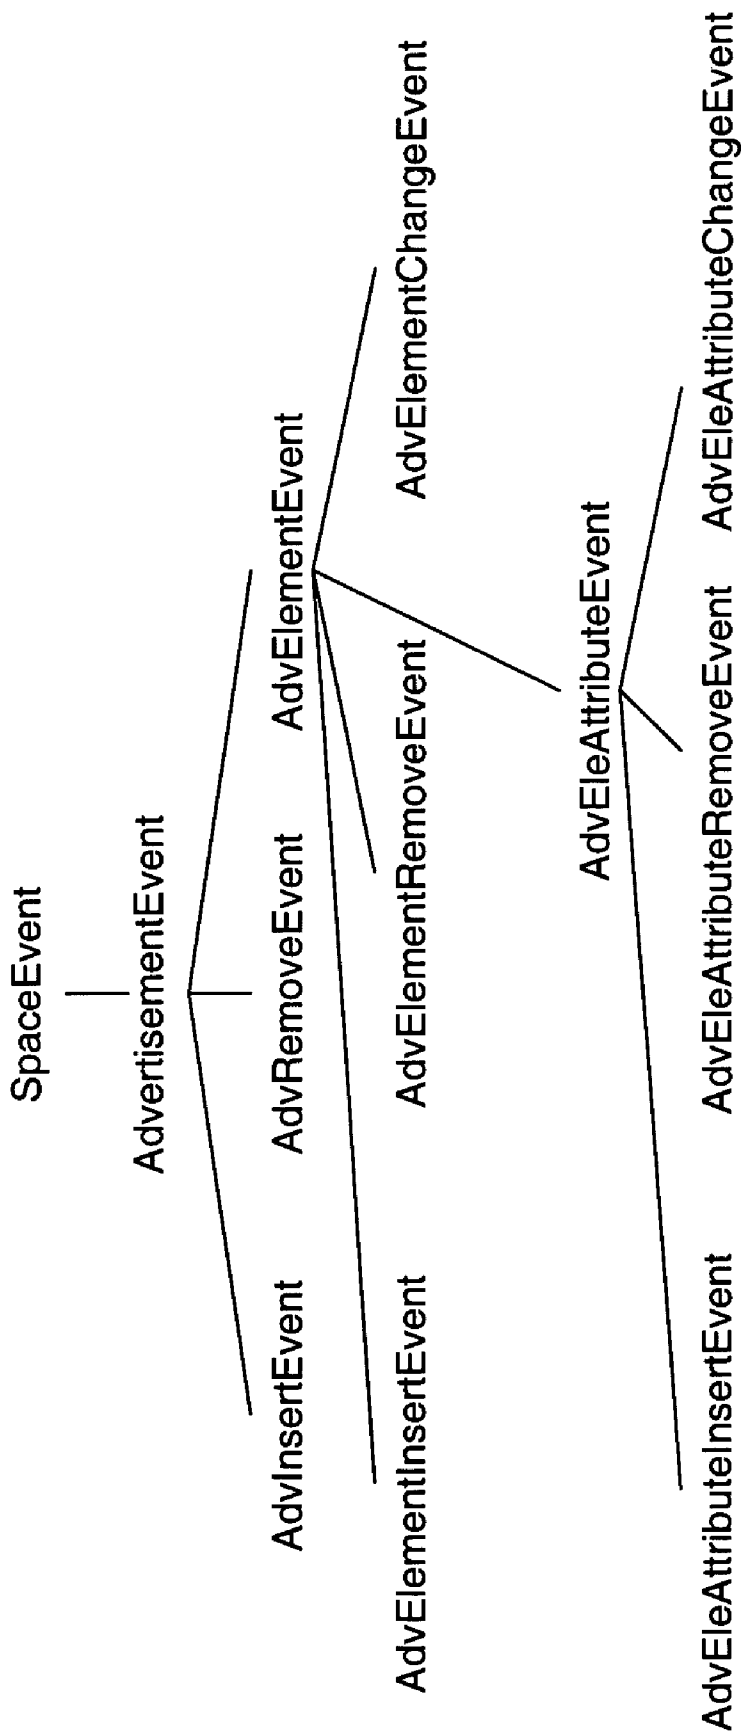 SpaceEvent
AdvertisementEvent
AdvInsertEvent AdvRemoveEvent AdvElementEvent
AdvElementInsertEvent AdvElementRemoveEvent AdvElementChangeEvent
AdvEleAttributeEvent
AdvEleAttributeInsertEvent AdvEleAttributeRemoveEvent AdvEleAttributeChangeEvent